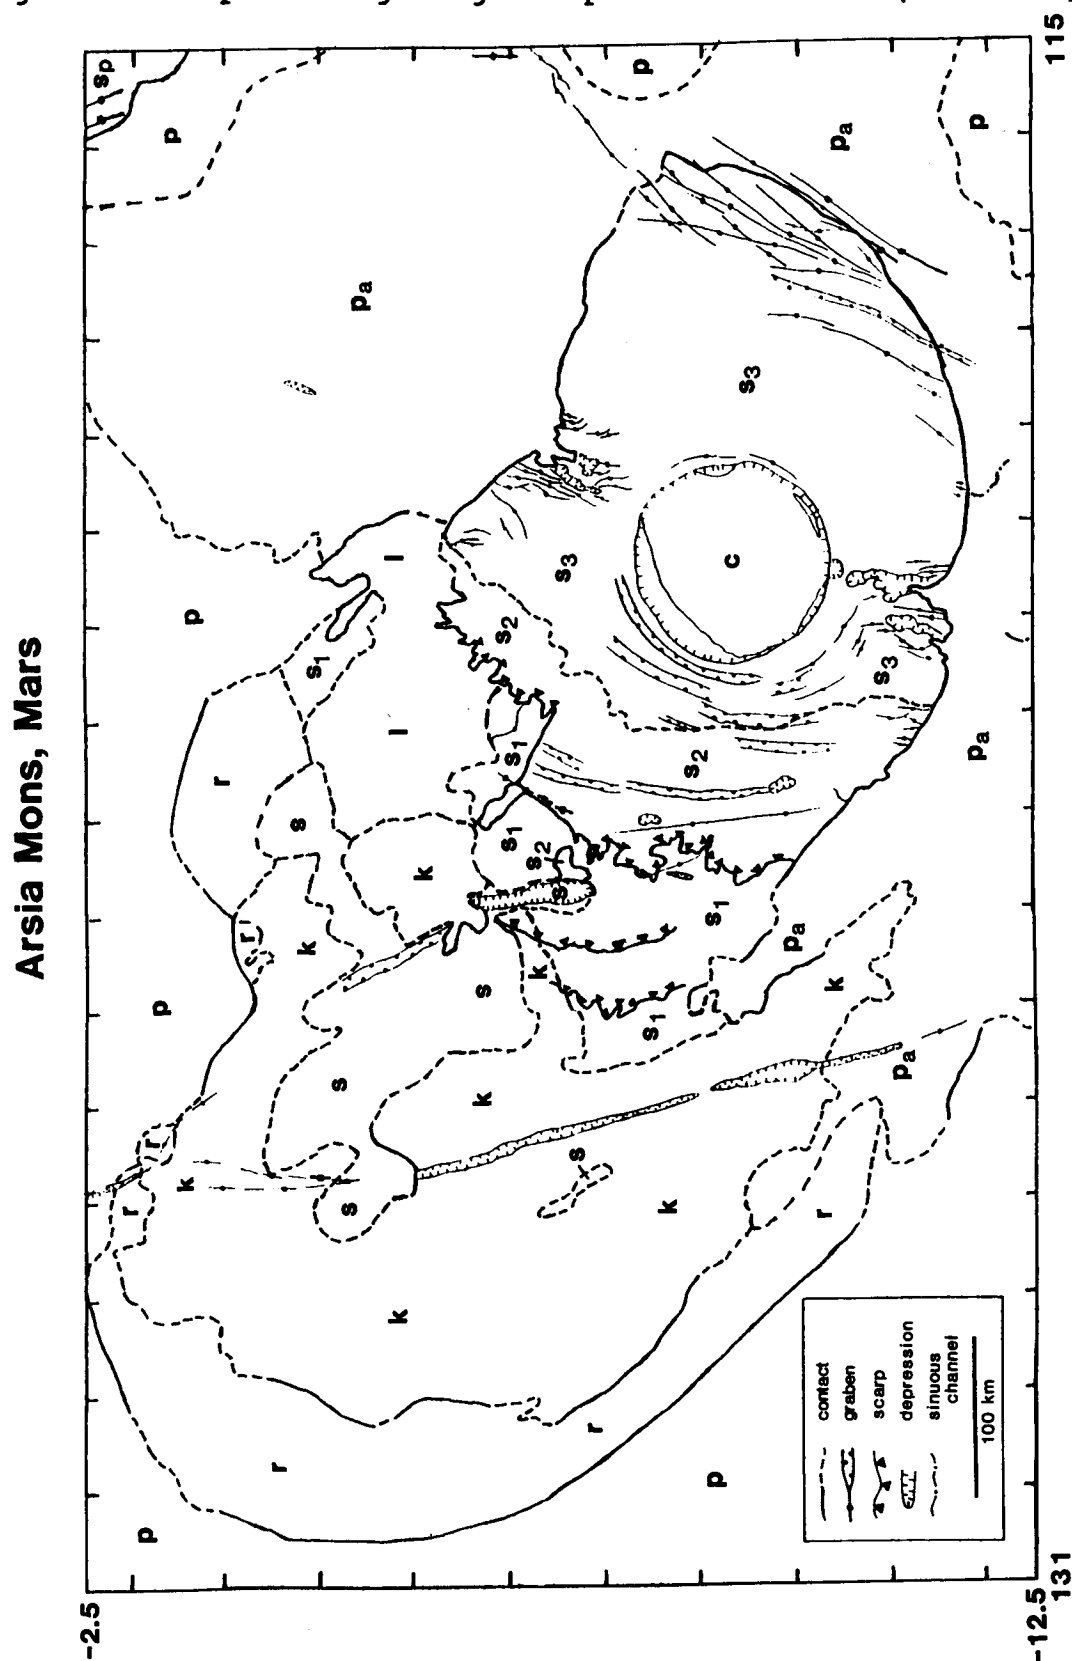 Arsia Mons, Mars
-2.5
sp
p
r
r
k
p
p
p
r
r
r
s
s
k
s
s1
pa
k
k
l
l
k
s
s1
s1
s2
k
s2
s
s3
s
r
k
s1
s2
p
p
s1
c
s3
pa
r
k
pa
s3
pa
pa
p
contact
graben
scarp
depression
sinuous
channel
100 km
-12.5
131
115